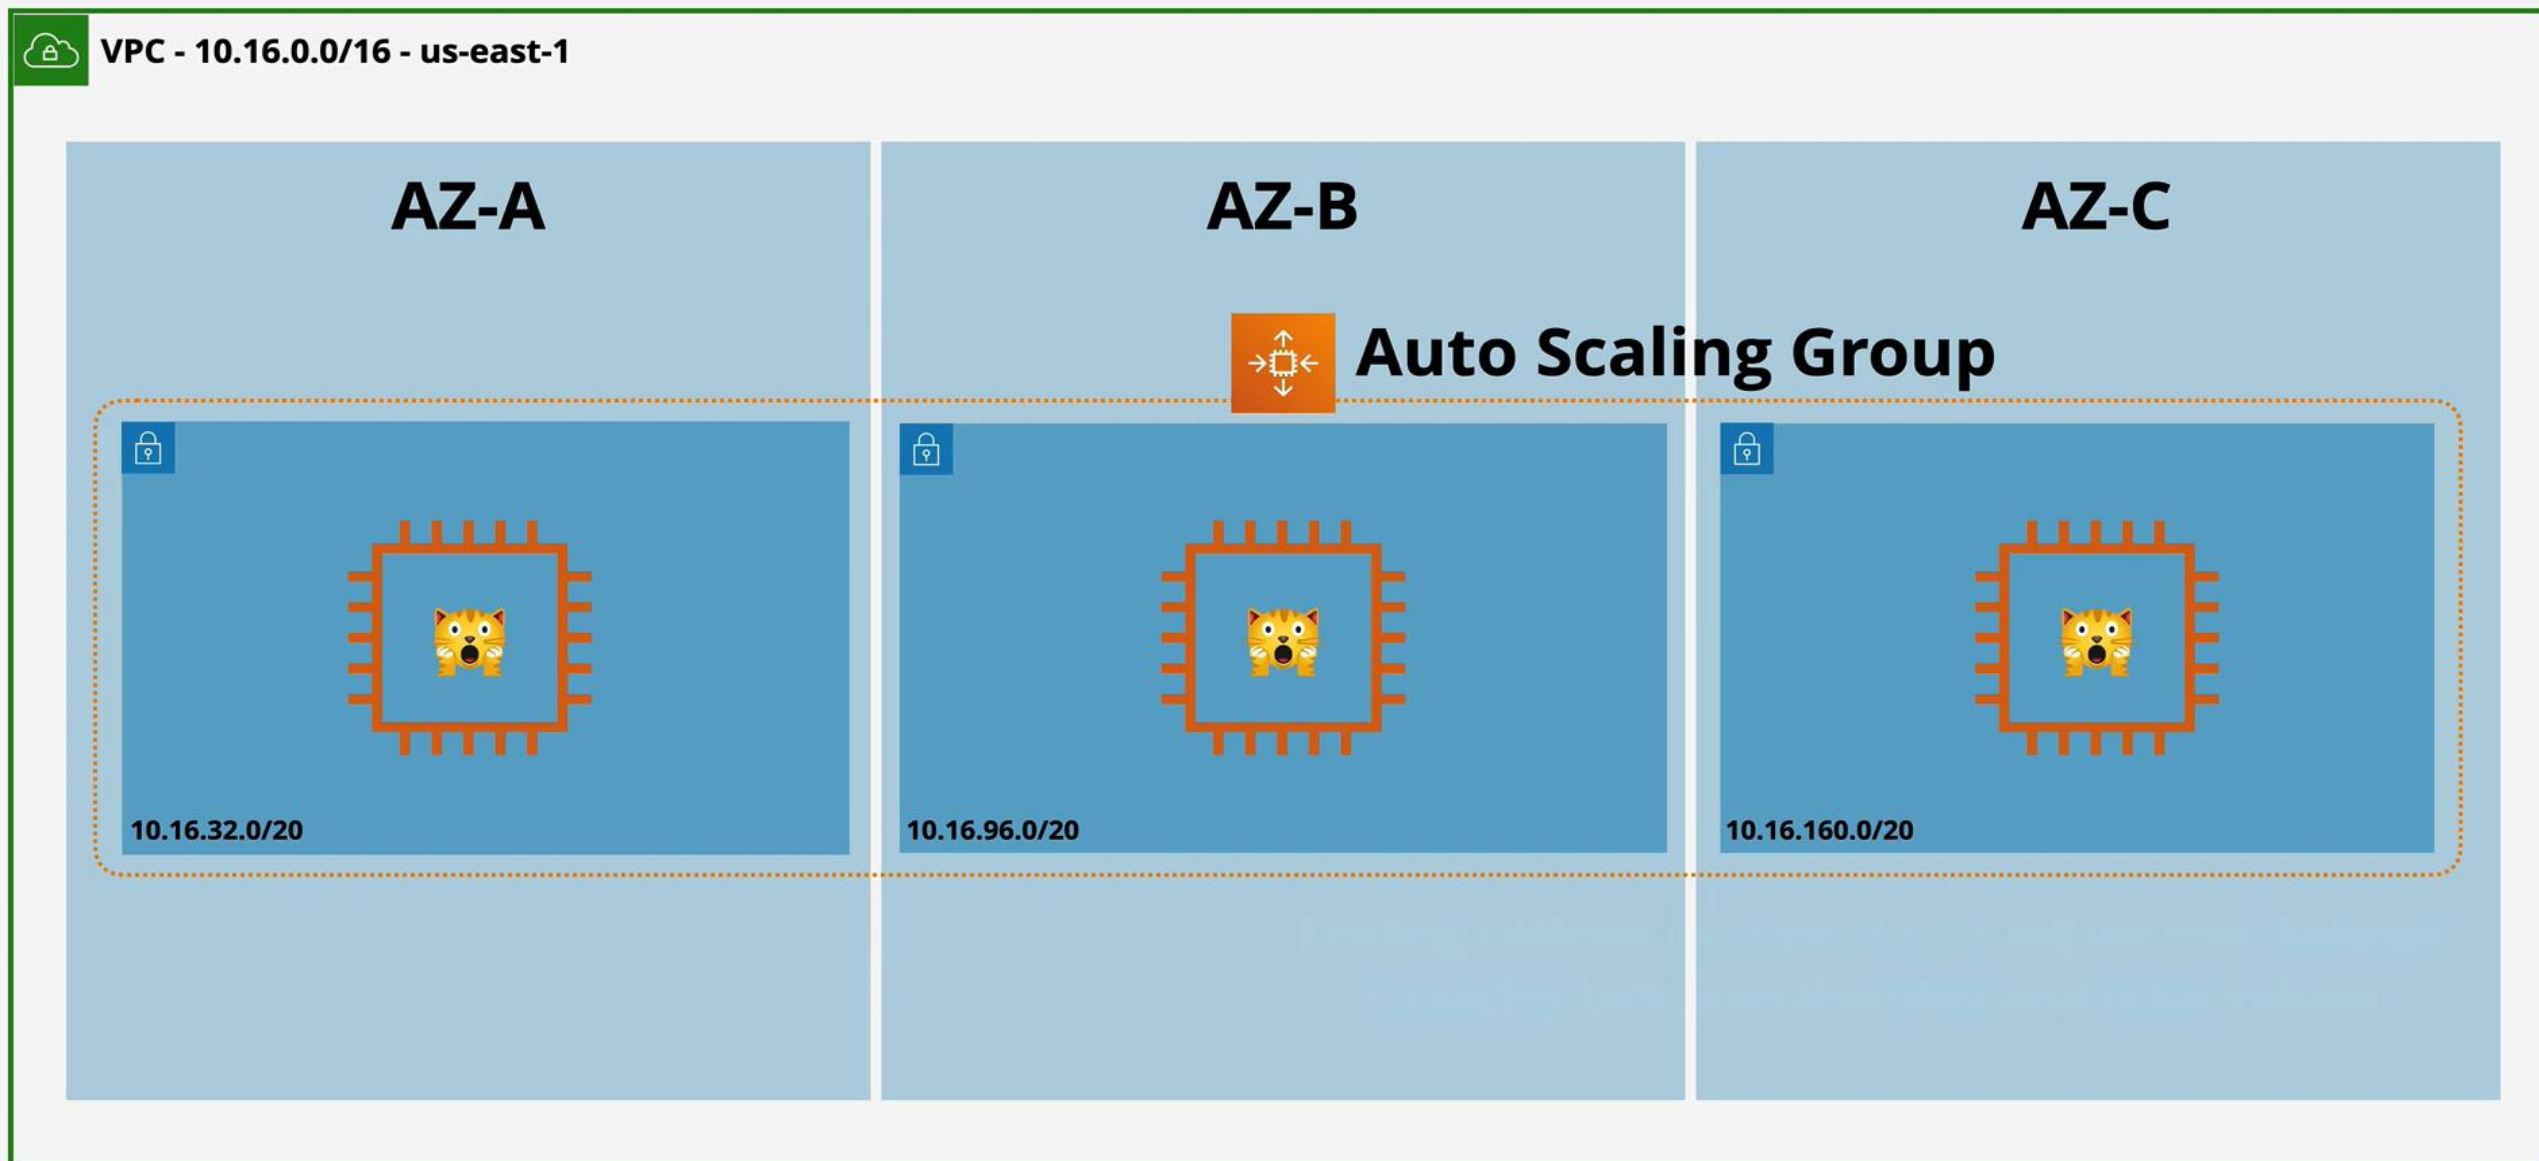 VPC - 10.16.0.0/16 - us-east-1
AZ-A
AZ-B
AZ-C
Auto Scaling Group
10.16.32.0/20
10.16.96.0/20
10.16.160.0/20